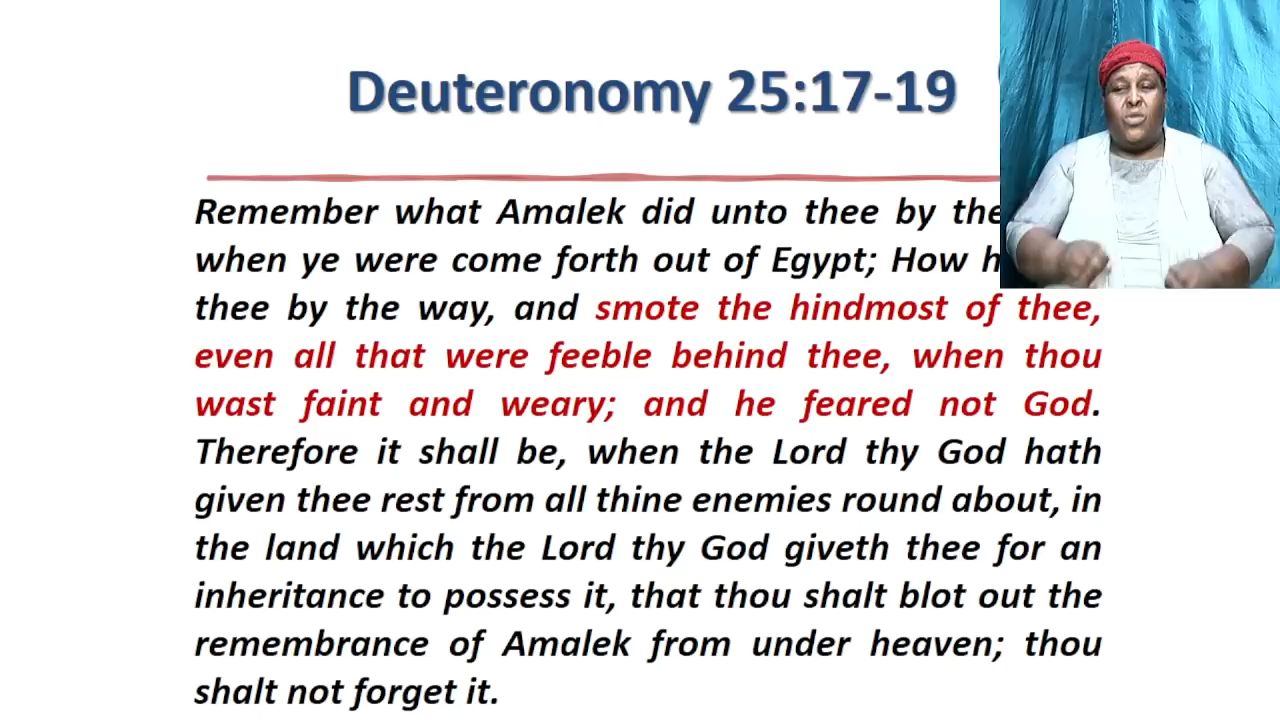 Deuteronomy 25:17-19
Remember what Amalek did unto thee by the
when ye were come forth out of Egypt; How
thee by the way, and smote the hindmost of thee,
even all that were feeble behind thee, when thou
wast faint and weary; and he feared not God.
Therefore it shall be, when the Lord thy God hath
given thee rest from all thine enemies round about, in
the land which the Lord thy God giveth thee for an
inheritance to possess it, that thou shalt blot out the
remembrance of Amalek from under heaven; thou
shalt not forget it.